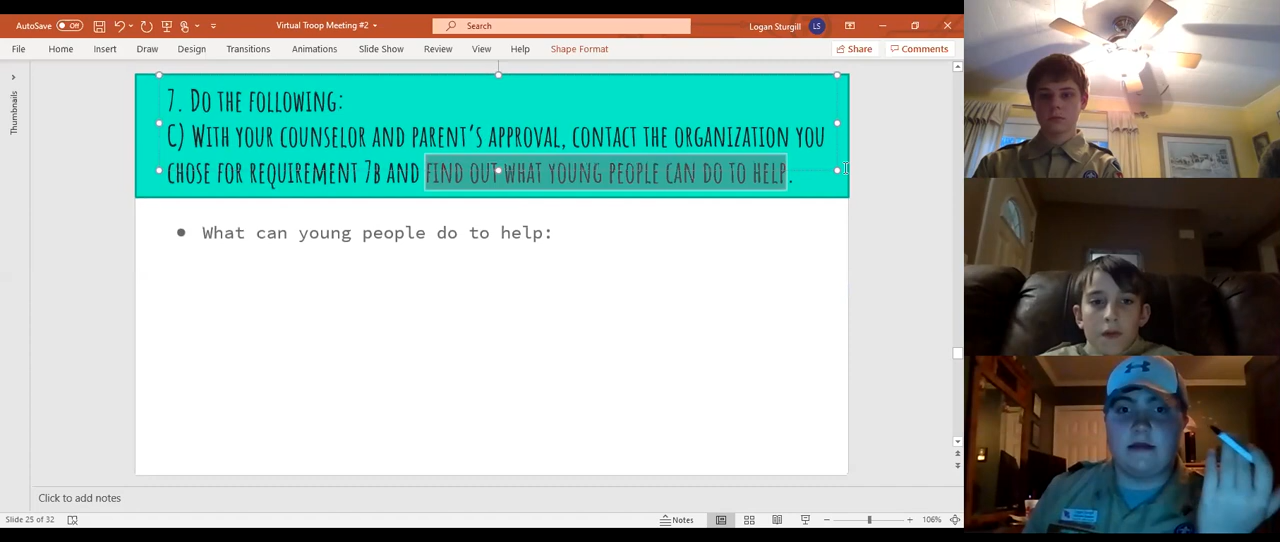 AutoSave Off Virtual Troop Meeting #2 Search Logan Sturgill LS
File Home Insert Draw Design Transitions Animations Slide Show Review View Help Shape Format Share Comments
Thumbnails
7. Do the following:
C) With your counselor and parent's approval, contact the organization you
chose for requirement 7B and find out what young people can do to help.
• What can young people do to help:
Click to add notes
Slide 25 of 32 Notes 106%